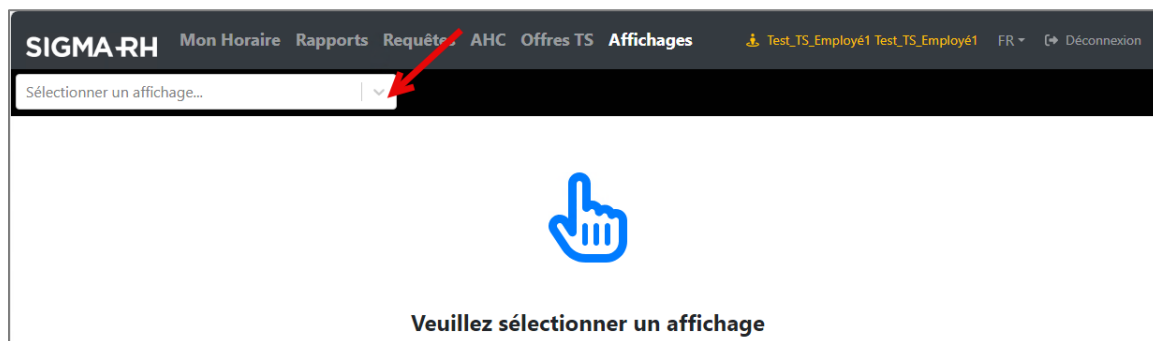 SIGMA-RH Mon Horaire Rapports Requêtes AHC Offres TS Affichages Test_TS_Employé1 Test_TS_Employé1 FR Déconnexion
Sélectionner un affichage...
Veuillez sélectionner un affichage